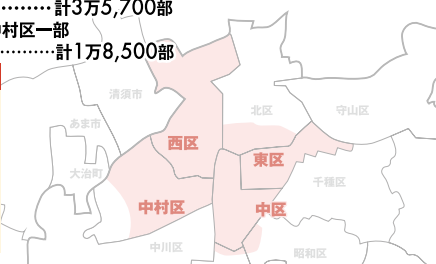 ………計3万5,700部
中村区一部
…………計1万8,500部
清須市
北区
守山区
あま市
西区
東区
大治町
千種区
中村区
中区
中川区
昭和区